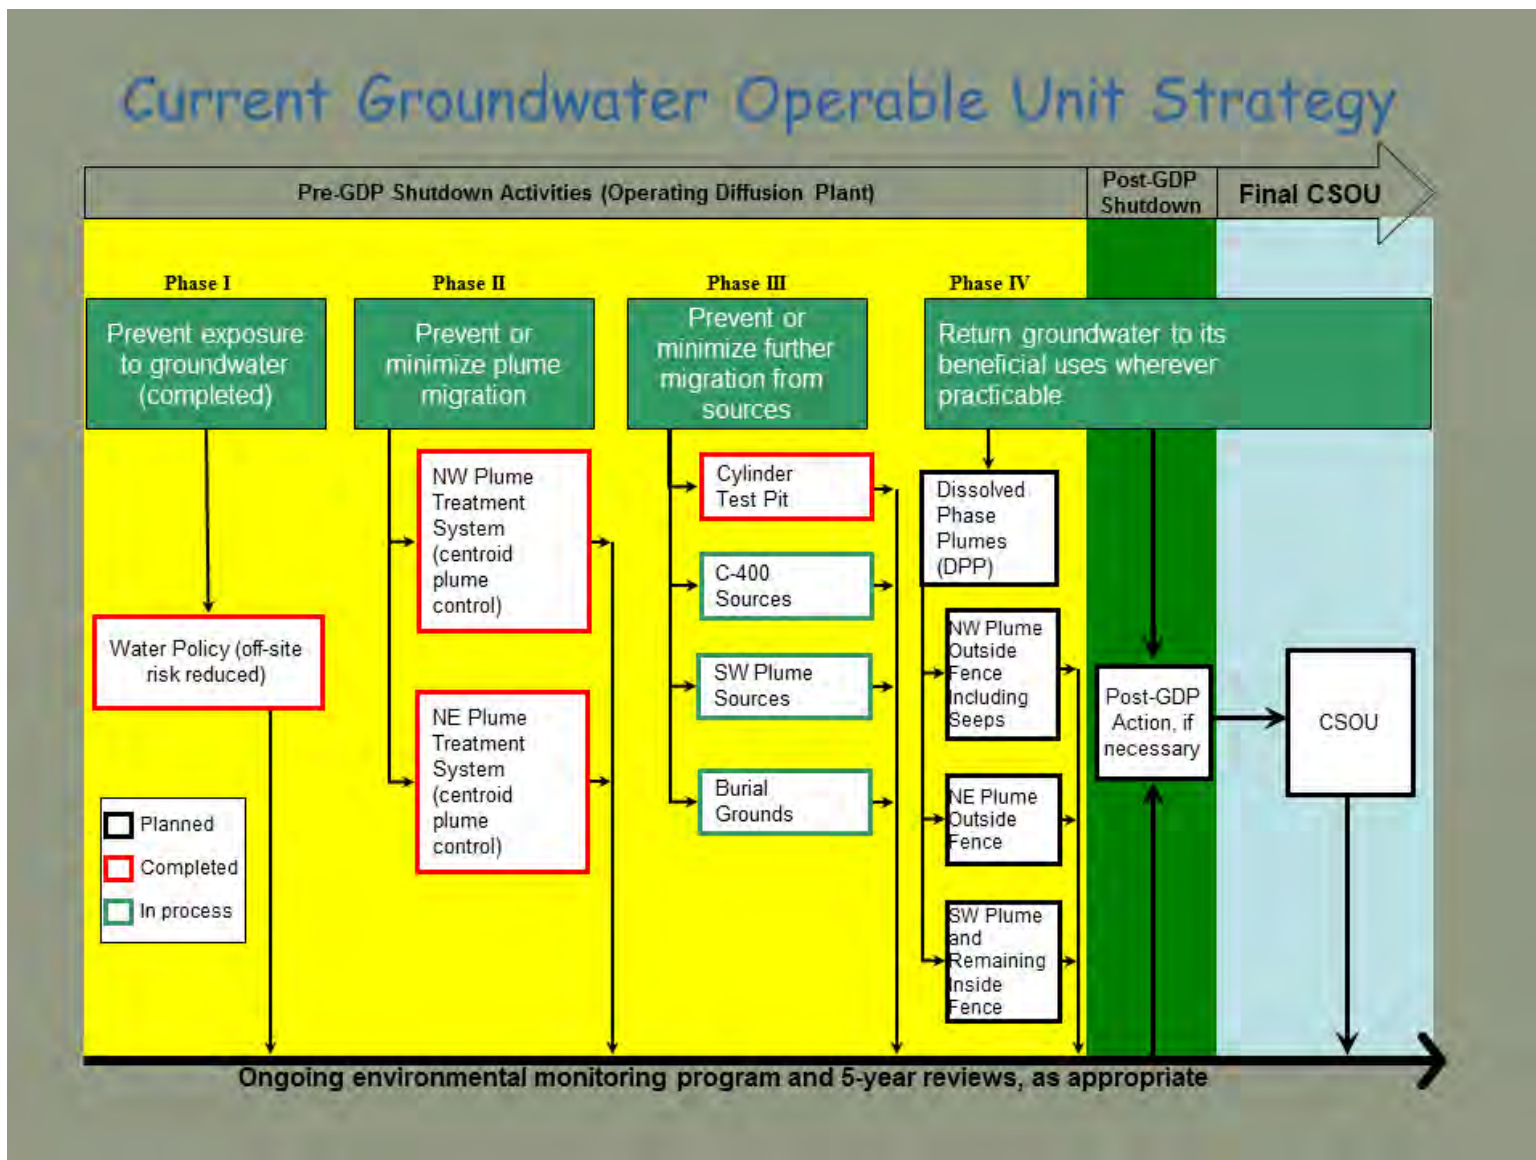 Current Groundwater Operable Unit Strategy
Pre-GDP Shutdown Activities (Operating Diffusion Plant)
Post-GDP
Shutdown
Final CSOU
Phase I
Prevent exposure
to groundwater
(completed)
Water Policy (off-site
risk reduced)
Phase II
Prevent or
minimize plume
migration
NW Plume
Treatment
System
(centroid
plume
control)
NE Plume
Treatment
System
(centroid
plume
control)
Phase III
Prevent or
minimize further
migration from
sources
Cylinder
Test Pit
C-400
Sources
SW Plume
Sources
Burial
Grounds
Phase IV
Return groundwater to its
beneficial uses wherever
practicable
Dissolved
Phase
Plumes
(DPP)
NW Plume
Outside
Fence
Including
Seeps
NE Plume
Outside
Fence
SW Plume
and
Remaining
Inside
Fence
Post-GDP
Action, if
necessary
CSOU
Planned
Completed
In process
Ongoing environmental monitoring program and 5-year reviews, as appropriate